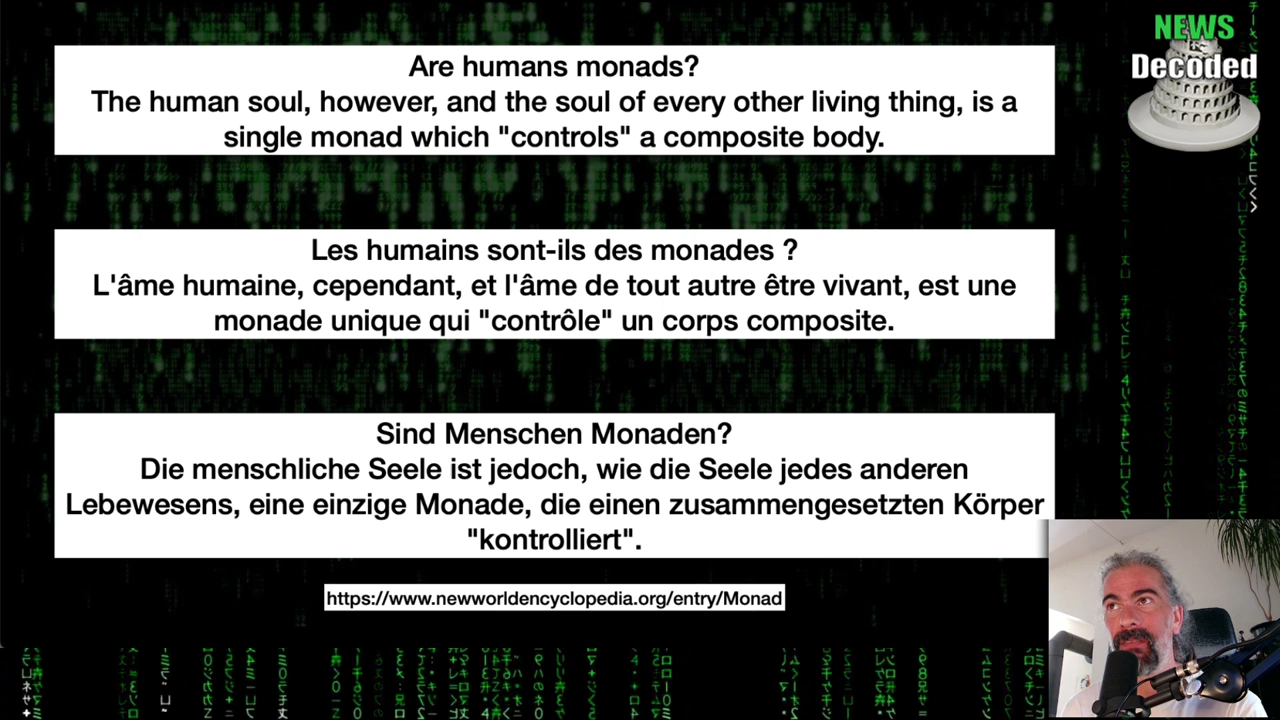 NEWS
Decoded
Are humans monads?
The human soul, however, and the soul of every other living thing, is a
single monad which "controls" a composite body.
Les humains sont-ils des monades ?
L'âme humaine, cependant, et l'âme de tout autre être vivant, est une
monade unique qui "contrôle" un corps composite.
Sind Menschen Monaden?
Die menschliche Seele ist jedoch, wie die Seele jedes anderen
Lebewesens, eine einzige Monade, die einen zusammengesetzten Körper
"kontrolliert".
https://www.newworldencyclopedia.org/entry/Monad